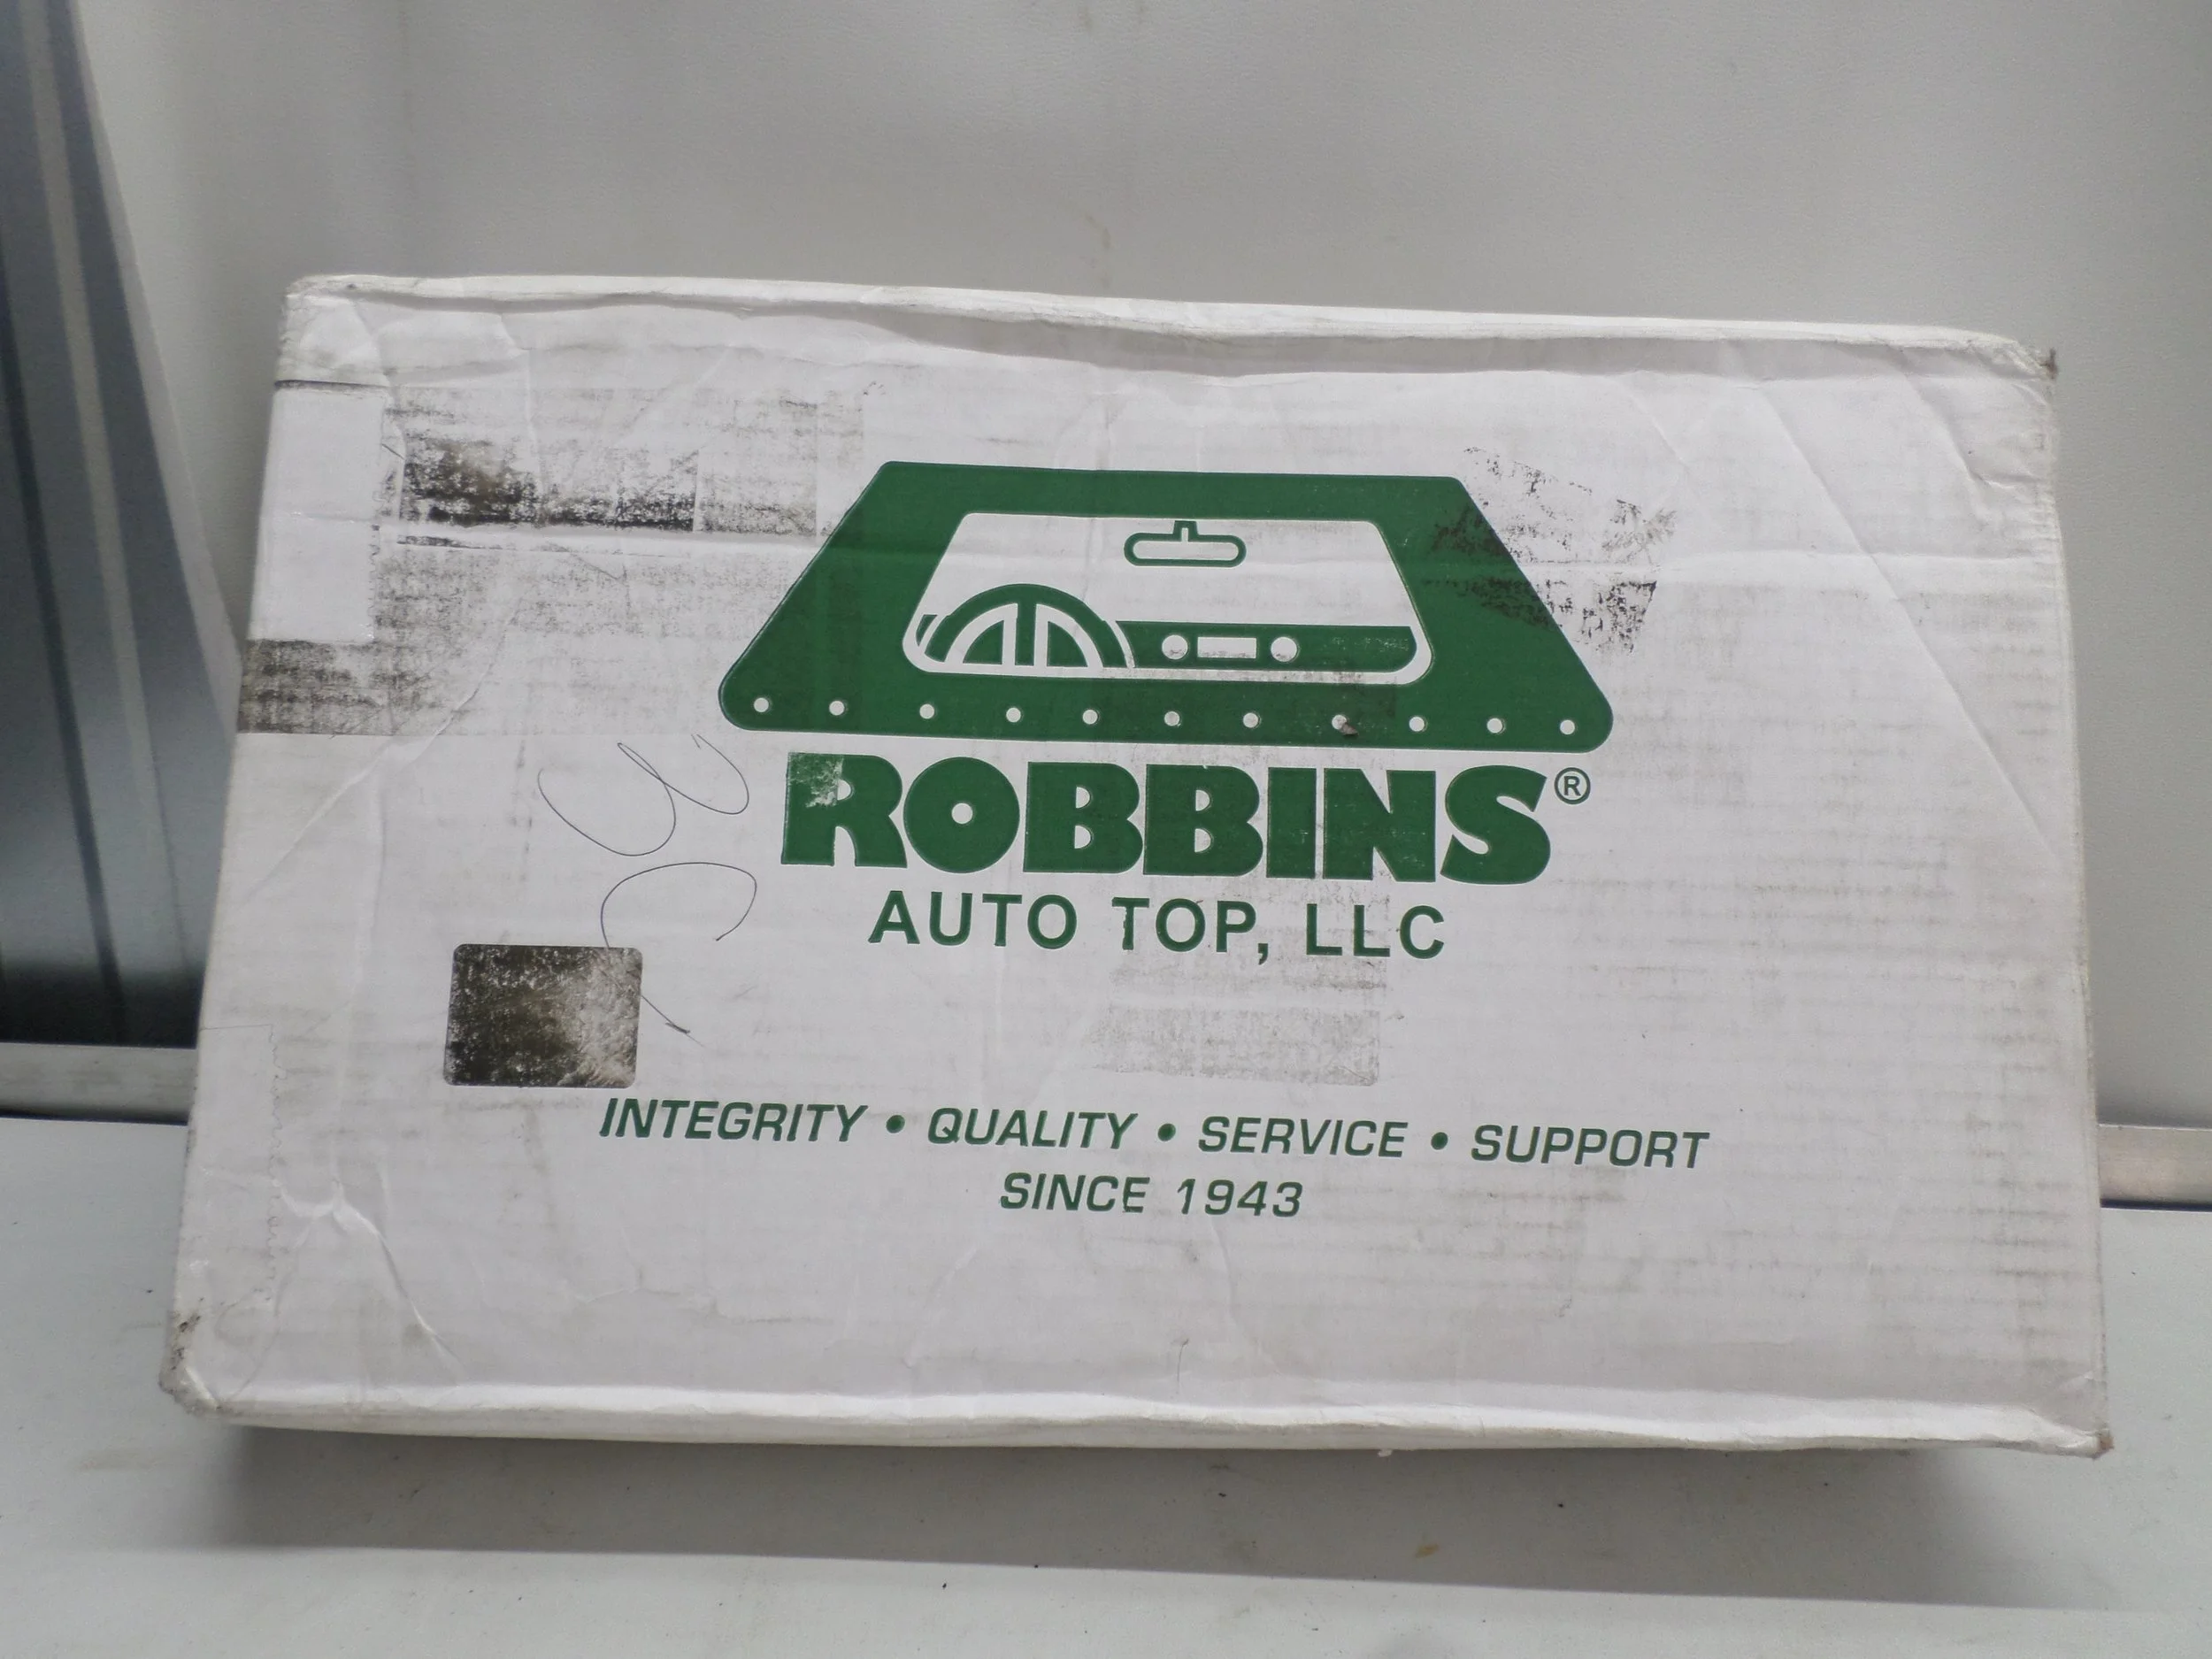 ROBBINS®
AUTO TOP, LLC
INTEGRITY • QUALITY • SERVICE • SUPPORT
SINCE 1943